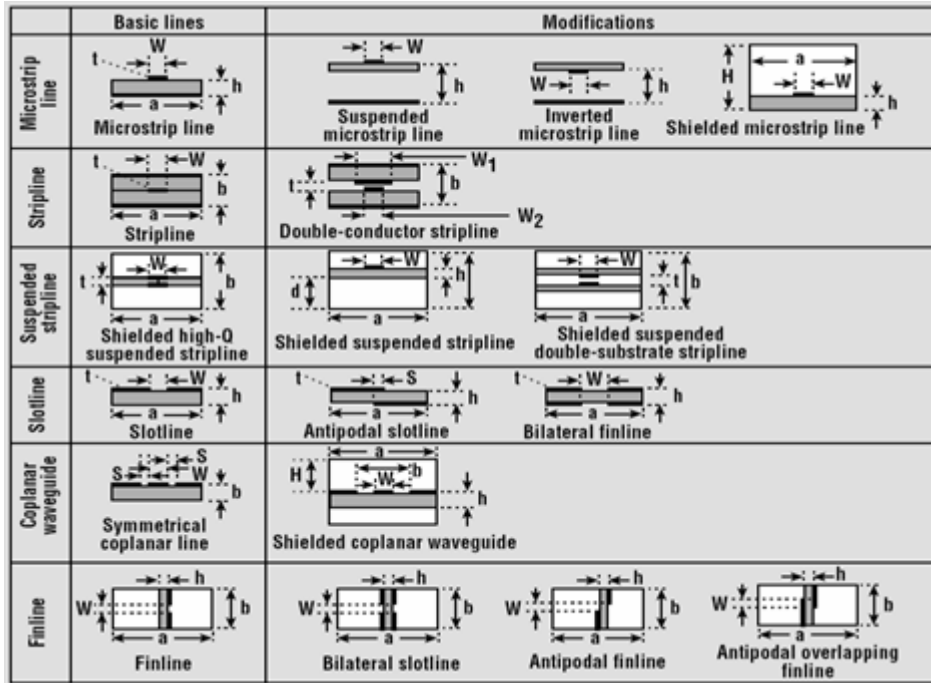 Basic lines
Modifications
Microstrip line
W
t
h
a
Microstrip line
W
h
Suspended microstrip line
W
h
Inverted microstrip line
H
a
W
h
Shielded microstrip line
Stripline
W
t
b
a
Stripline
W1
t
b
W2
Double-conductor stripline
Suspended stripline
W
t
b
a
Shielded high-Q suspended stripline
W
h
d
a
Shielded suspended stripline
W
t
b
a
Shielded suspended double-substrate stripline
Slotline
t
W
h
a
Slotline
t
S
h
a
Antipodal slotline
t
W
h
a
Bilateral finline
Coplanar waveguide
S
S
W
b
Symmetrical coplanar line
a
H
b
W
h
Shielded coplanar waveguide
Finline
h
W
b
a
Finline
h
W
b
a
Bilateral slotline
h
W
b
a
Antipodal finline
h
W
b
a
Antipodal overlapping finline